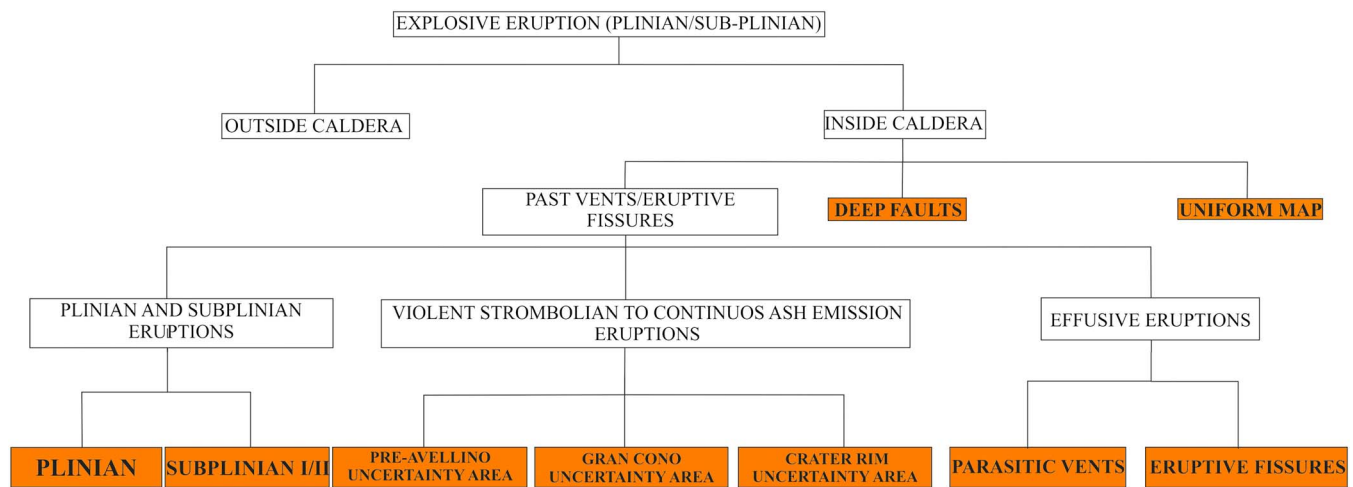 EXPLOSIVE ERUPTION (PLINIAN/SUB-PLINIAN)
OUTSIDE CALDERA
INSIDE CALDERA
PAST VENTS/ERUPTIVE
FISSURES
DEEP FAULTS
UNIFORM MAP
PLINIAN AND SUBPLINIAN
ERUPTIONS
VIOLENT STROMBOLIAN TO CONTINUOS ASH EMISSION
ERUPTIONS
EFFUSIVE ERUPTIONS
PLINIAN
SUBPLINIAN I/II
PRE-AVELLINO
UNCERTAINTY AREA
GRAN CONO
UNCERTAINTY AREA
CRATER RIM
UNCERTAINTY AREA
PARASITIC VENTS
ERUPTIVE FISSURES